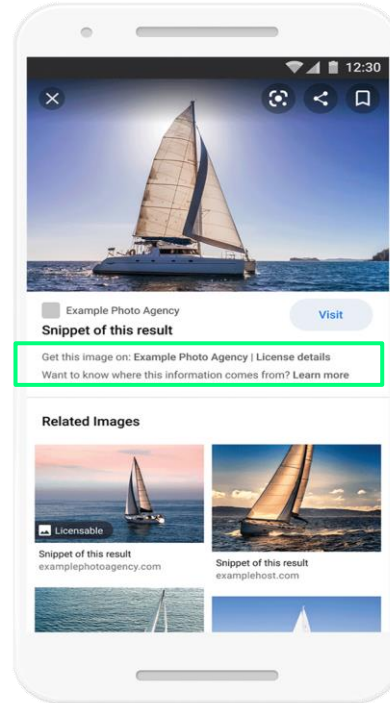 12:30
Example Photo Agency
Visit
Snippet of this result
Get this image on: Example Photo Agency | License details
Want to know where this information comes from? Learn more
Related Images
Licensable
Snippet of this result
examplephotoagency.com
Snippet of this result
examplehost.com